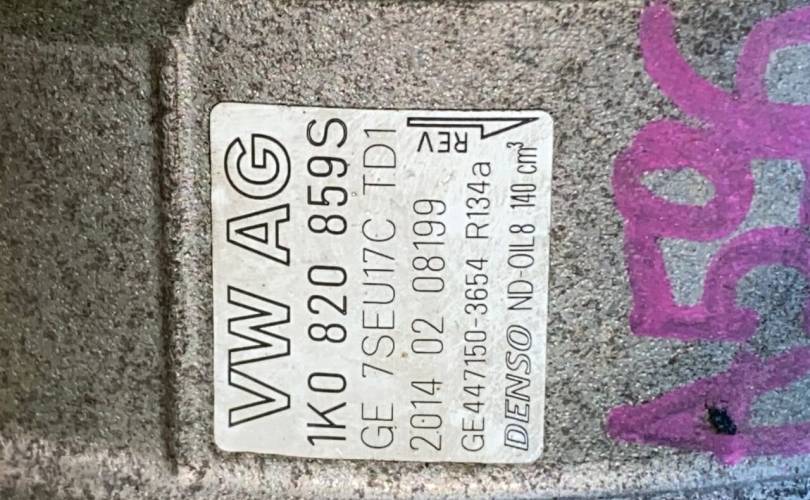 VW AG
1K0 820 859S
GE 7SEU17C TD1
2014 02 08199
REV
GE447150-3654 R134a
DENSO ND-OIL8 140 cm³